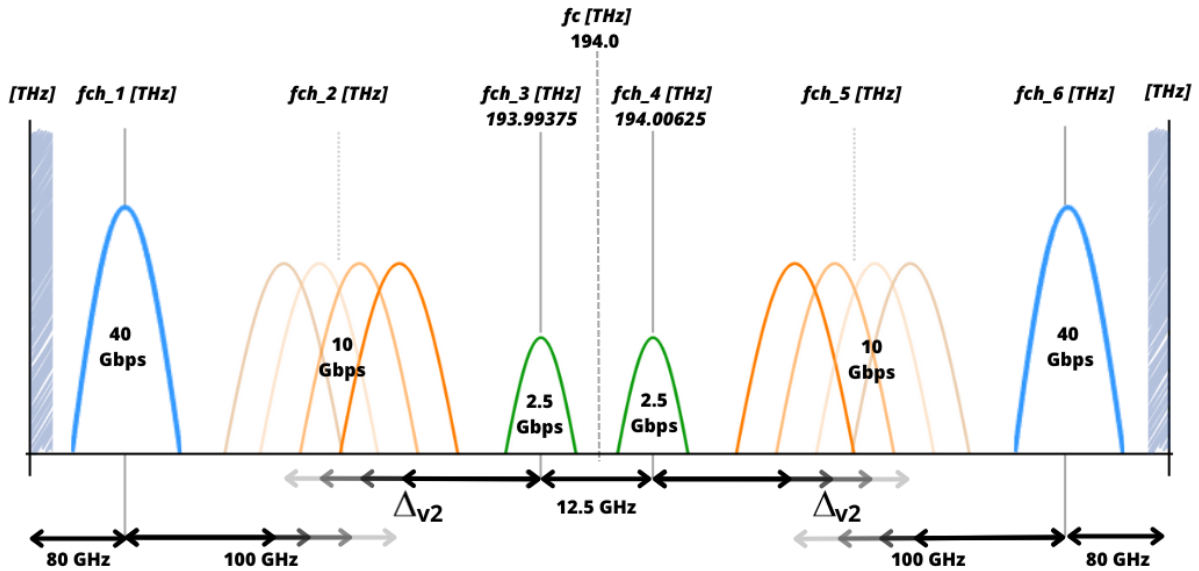 fc [THz]
194.0
[THz] fch_1 [THz] fch_2 [THz] fch_3 [THz] fch_4 [THz] fch_5 [THz] fch_6 [THz] [THz]
193.99375 194.00625
40
Gbps
10
Gbps
2.5
Gbps
2.5
Gbps
10
Gbps
40
Gbps
Δv2 12.5 GHz Δv2
80 GHz 100 GHz 100 GHz 80 GHz